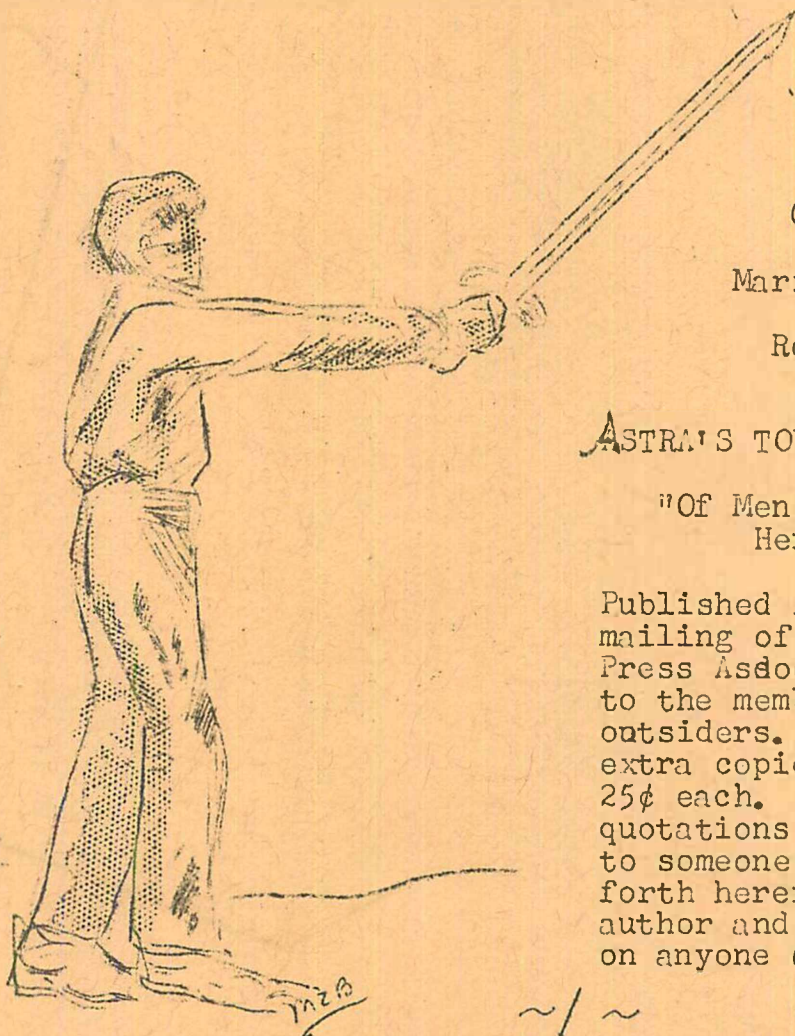 Mar
R
ASTRA'S TO
"Of Men
He
Published
mailing of
Press Asdo
to the mem
outsiders.
extra copi
25¢ each.
quotations
to someone
forth here
author and
on anyone
MZB
~/~